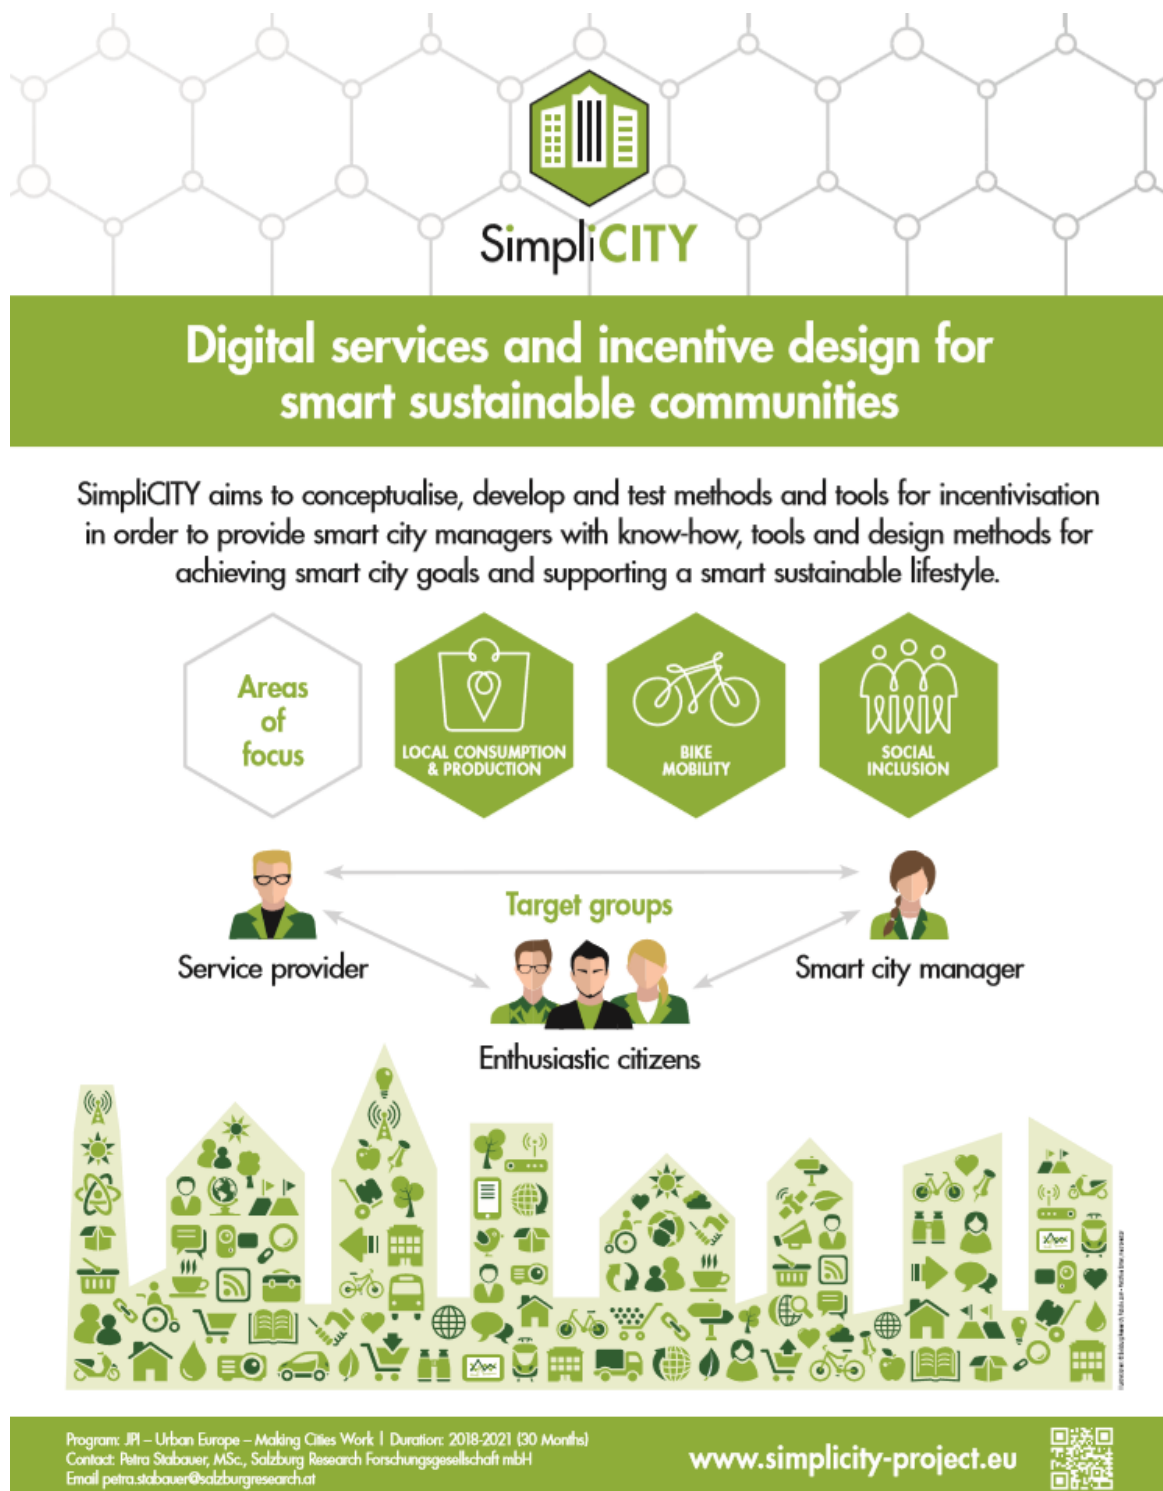 SimpliCITY
Digital services and incentive design for
smart sustainable communities
SimpliCITY aims to conceptualise, develop and test methods and tools for incentivisation
in order to provide smart city managers with know-how, tools and design methods for
achieving smart city goals and supporting a smart sustainable lifestyle.
Areas
of
focus
LOCAL CONSUMPTION
& PRODUCTION
BIKE
MOBILITY
SOCIAL
INCLUSION
Target groups
Service provider
Smart city manager
Enthusiastic citizens
Program: JPI – Urban Europe – Making Cities Work | Duration: 2018-2021 (30 Months)
Contact: Petra Stabauer, MSc., Salzburg Research Forschungsgesellschaft mbH
Email petra.stabauer@salzburgresearch.at
www.simplicity-project.eu